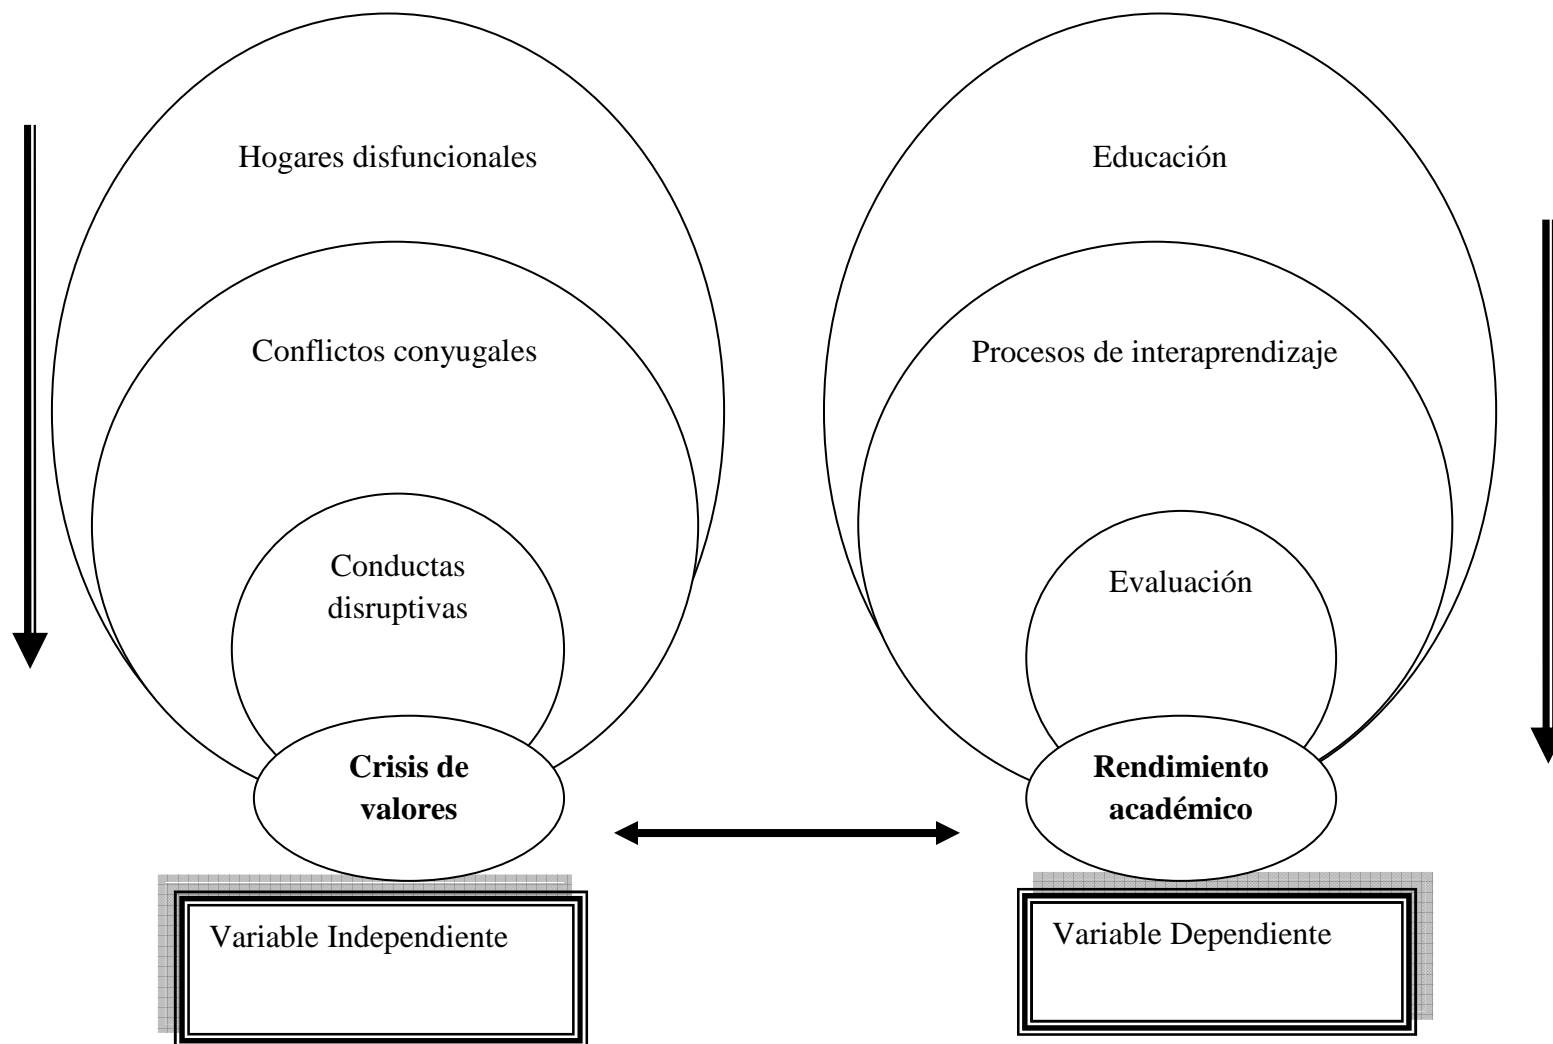 Hogares disfuncionales
Conflictos conyugales
Conductas
disruptivas
Crisis de
valores
Variable Independiente
Educación
Procesos de interaprendizaje
Evaluación
Rendimiento
académico
Variable Dependiente